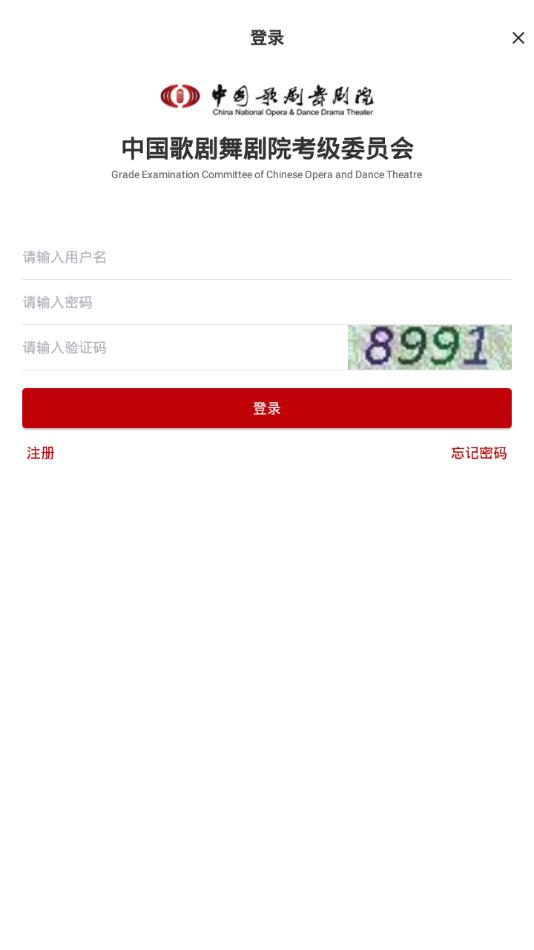 登录
中国歌剧舞剧院
China National Opera & Dance Drama Theater
中国歌剧舞剧院考级委员会
Grade Examination Committee of Chinese Opera and Dance Theatre
请输入用户名
请输入密码
请输入验证码
8991
登录
注册
忘记密码